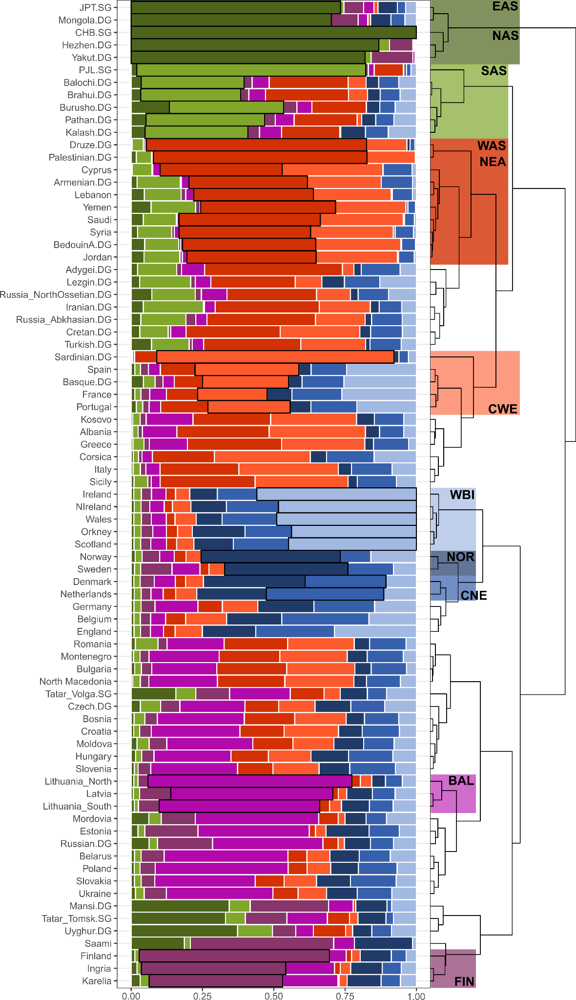 JPT.SG
EAS
Mongola.DG
CHB.SG
NAS
Hezhen.DG
Yakut.DG
PJL.SG
SAS
Balochi.DG
Brahui.DG
Burusho.DG
Pathan.DG
Kalash.DG
Druze.DG
WAS
Palestinian.DG
NEA
Cyprus
Armenian.DG
Lebanon
Yemen
Saudi
Syria
BedouinA.DG
Jordan
Adygei.DG
Lezgin.DG
Russia_NorthOssetian.DG
Iranian.DG
Russia_Abkhasian.DG
Cretan.DG
Turkish.DG
Sardinian.DG
Spain
Basque.DG
France
Portugal
CWE
Kosovo
Albania
Greece
Corsica
Italy
Sicily
Ireland
WBI
NIreland
Wales
Orkney
Scotland
Norway
NOR
Sweden
Denmark
Netherlands
CNE
Germany
Belgium
England
Romania
Montenegro
Bulgaria
North Macedonia
Tatar_Volga.SG
Czech.DG
Bosnia
Croatia
Moldova
Hungary
Slovenia
Lithuania_North
BAL
Latvia
Lithuania_South
Mordovia
Estonia
Russian.DG
Belarus
Poland
Slovakia
Ukraine
Mansi.DG
Tatar_Tomsk.SG
Uyghur.DG
Saami
Finland
Ingria
Karelia
FIN
0.00 0.25 0.50 0.75 1.00